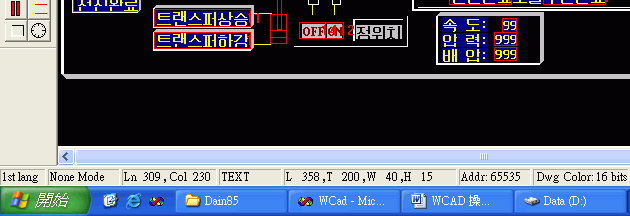 트랜스퍼상승
트랜스퍼하강
OFF ON
정위치
속 도: 99
압 력: 999
배 압: 999
1st lang None Mode Ln 309, Col 230 TEXT L 358,T 200,W 40,H 15 Addr: 65535 Dwg Color: 16 bits
開始 Dain85 WCad - Mic... WCAD 操... Data (D:)